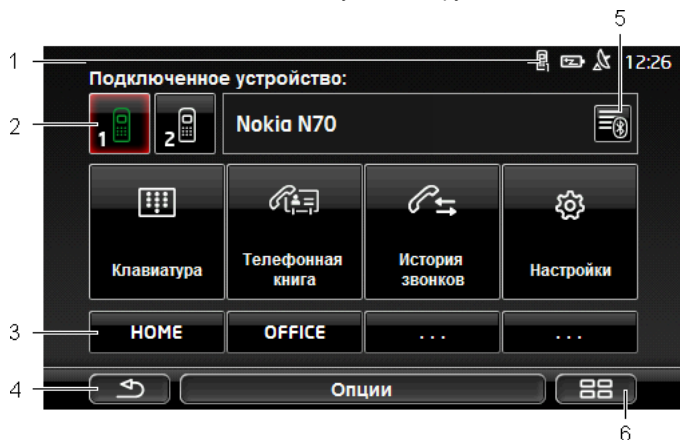 5
1
12:26
Подключенное устройство:
2
1
2
Nokia N70
Клавиатура
Телефонная
книга
История
звонков
Настройки
3
HOME
OFFICE
...
...
4
Опции
6